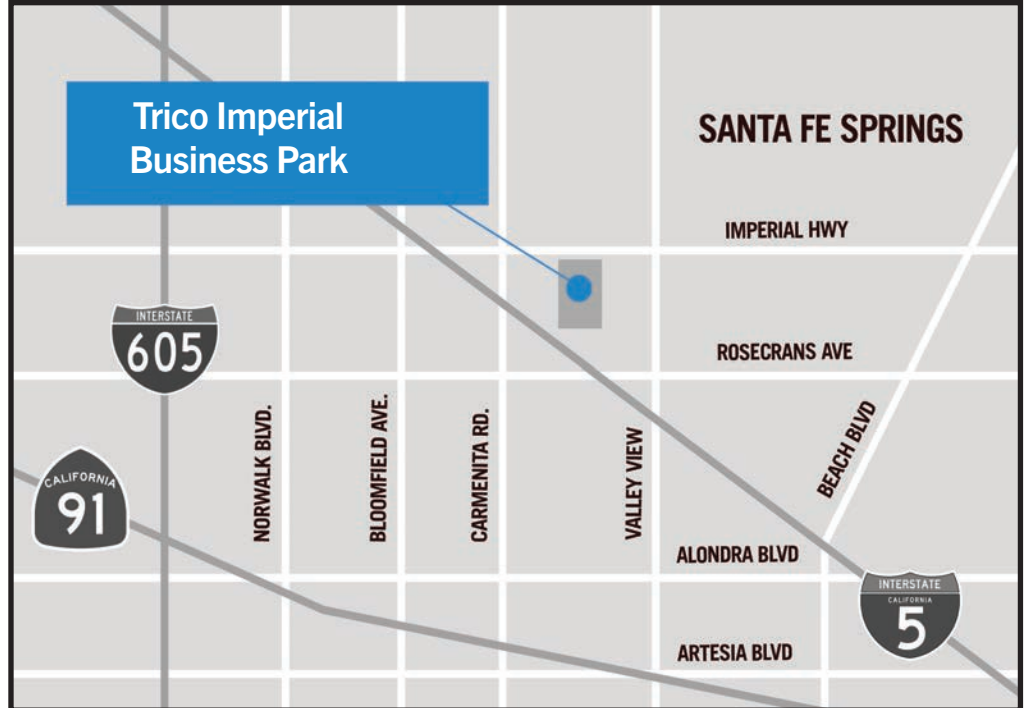 Trico Imperial
Business Park
SANTA FE SPRINGS
IMPERIAL HWY
INTERSTATE
605
ROSECRANS AVE
NORWALK BLVD.
BLOOMFIELD AVE.
CARMENITA RD.
VALLEY VIEW
BEACH BLVD
CALIFORNIA
91
ALONDRA BLVD
INTERSTATE
CALIFORNIA
5
ARTESIA BLVD